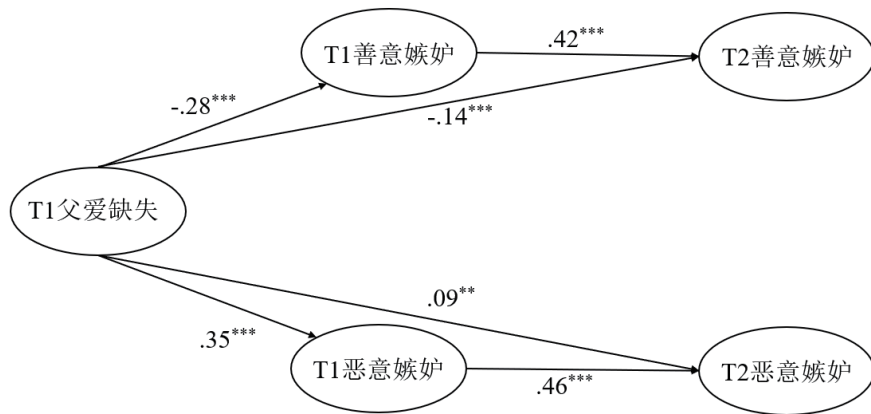 T1善意嫉妒
.42***
T2善意嫉妒
-.28***
-.14***
T1父爱缺失
.09**
.35***
T1恶意嫉妒
.46***
T2恶意嫉妒